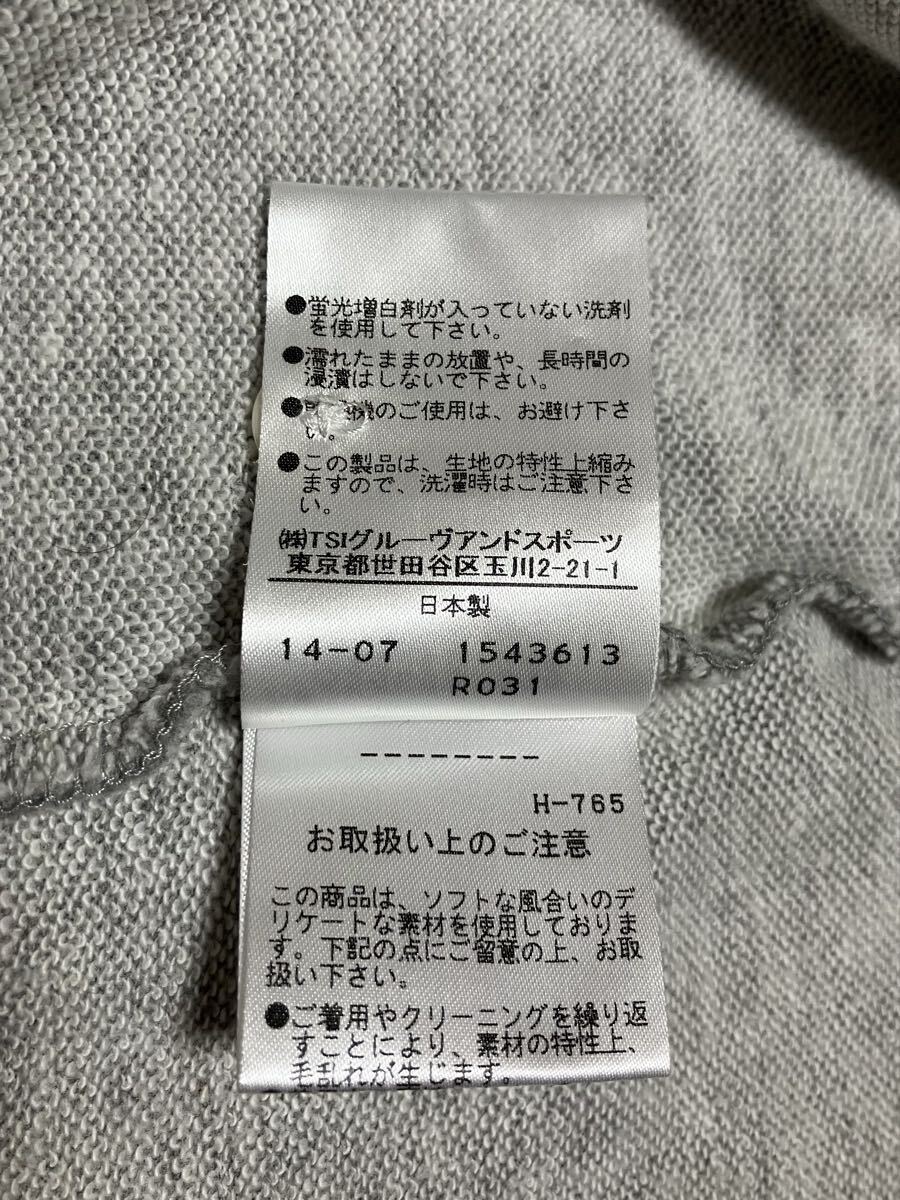 ●蛍光増白剤が入っていない洗剤
を使用して下さい。
●濡れたままの放置や、長時間の
浸漬はしないで下さい。
●機のご使用は、お避け下さ
い。
●この製品は、生地の特性上縮み
ますので、洗濯時はご注意下さ
い。
㈱TSIグルーヴアンドスポーツ
東京都世田谷区玉川2-21-1
日本製
14-07 1543613
R031
--------
H-765
お取扱い上のご注意
この商品は、ソフトな風合いのデ
リケートな素材を使用しておりま
す。下記の点にご留意の上、お取
扱い下さい。
●ご着用やクリーニングを繰り返
すことにより、素材の特性上、
毛乱れが生じます。